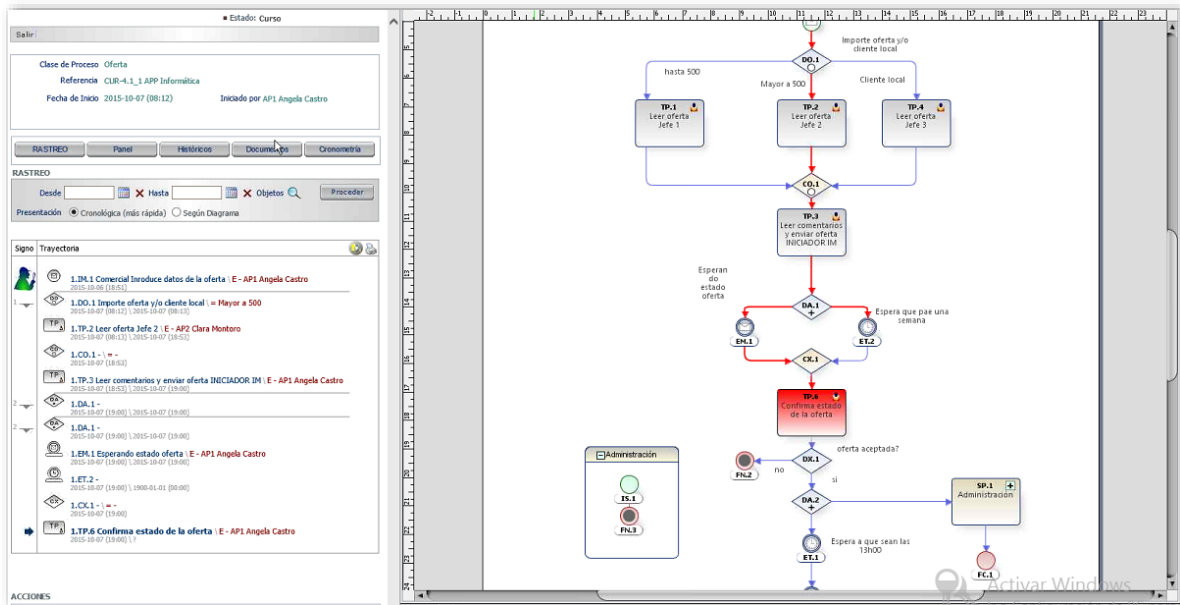 Estado: Curso
Salir
Clase de Proceso Oferta
Referencia CUR-4.1_1 APP Informática
Fecha de Inicio 2015-10-07 (08:12) Iniciado por AP1 Angela Castro
RASTREO Panel Históricos Documentos Cronometría
RASTREO
Desde Hasta Objetos Proceder
Presentación Cronológica (más rápida) Según Diagrama
Signo Trayectoria
1.IM.1 Comercial Inroduce datos de la oferta \ E - AP1 Angela Castro
2015-10-06 (18:51)
1
1.DO.1 Importe oferta y/o cliente local \ = Mayor a 500
2015-10-07 (08:12) \ 2015-10-07 (08:13)
TP
1.TP.2 Leer oferta Jefe 2 \ E - AP2 Clara Montoro
2015-10-07 (08:13) \ 2015-10-07 (18:53)
1.CO.1 - \ = -
2015-10-07 (18:53)
TP
1.TP.3 Leer comentarios y enviar oferta INICIADOR IM \ E - AP1 Angela Castro
2015-10-07 (18:53) \ 2015-10-07 (19:00)
2
DA
1.DA.1 -
2015-10-07 (19:00) \ 2015-10-07 (19:00)
2
DA
1.DA.1 -
2015-10-07 (19:00) \ 2015-10-07 (19:00)
1.EM.1 Esperando estado oferta \ E - AP1 Angela Castro
2015-10-07 (19:00) \ 2015-10-07 (19:00)
1.ET.2 -
2015-10-07 (19:00) \ 1900-01-01 (00:00)
CX
1.CX.1 - \ = -
2015-10-07 (19:00)
TP
1.TP.6 Confirma estado de la oferta \ E - AP1 Angela Castro
2015-10-07 (19:00) \ ?
ACCIONES
Importe oferta y/o
cliente local
DO.1
hasta 500
Mayor a 500
Cliente local
TP.1
Leer oferta
Jefe 1
TP.2
Leer oferta
Jefe 2
TP.4
Leer oferta
Jefe 3
CO.1
TP.3
Leer comentarios
y enviar oferta
INICIADOR IM
Esperan
do
estado
oferta
DA.1
Espera que pae una
semana
EM.1
ET.2
CX.1
TP.6
Confirma estado
de la oferta
oferta aceptada?
DX.1
FN.2
no
si
Administración
IS.1
FN.3
DA.2
SP.1
Administración
Espera a que sean las
13h00
ET.1
FC.1
Activar Windows